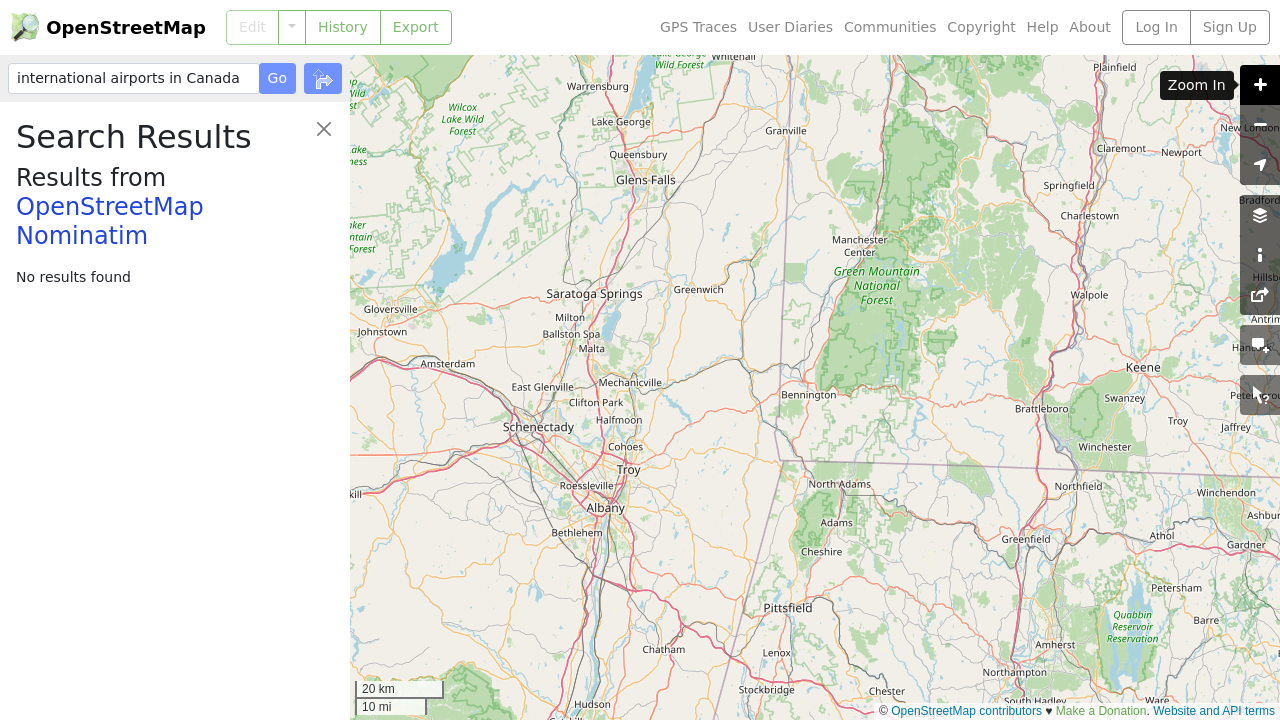 OpenStreetMap
Edit
History
Export
GPS Traces
User Diaries
Communities
Copyright
Help
About
Log In
Sign Up
international airports in Canada
Go
Search Results
Results from
OpenStreetMap
Nominatim
No results found
Zoom In
Wild Forest
Whitehall
Plainfield
Warrensburg
Wilcox
Lake Wild
Forest
Lake George
Granville
New London
Claremont
Newport
Queensbury
Glens Falls
Springfield
Bradford
Charlestown
Manchester
Center
Green Mountain
National
Forest
Saratoga Springs
Greenwich
Walpole
Gloversville
Milton
Johnstown
Ballston Spa
Malta
Amsterdam
Keene
East Glenville
Mechanicville
Bennington
Swanzey
Clifton Park
Brattleboro
Halfmoon
Troy
Jaffrey
Schenectady
Cohoes
Winchester
Troy
North Adams
Northfield
Roessleville
Winchendon
Albany
Adams
Bethlehem
Greenfield
Athol
Gardner
Cheshire
Petersham
Pittsfield
Quabbin
Reservoir
Reservation
Barre
Chatham
Lenox
Amherst
Northampton
Stockbridge
Chester
South Hadley
Ware
Hudson
20 km
10 mi
© OpenStreetMap contributors ♥ Make a Donation. Website and API terms